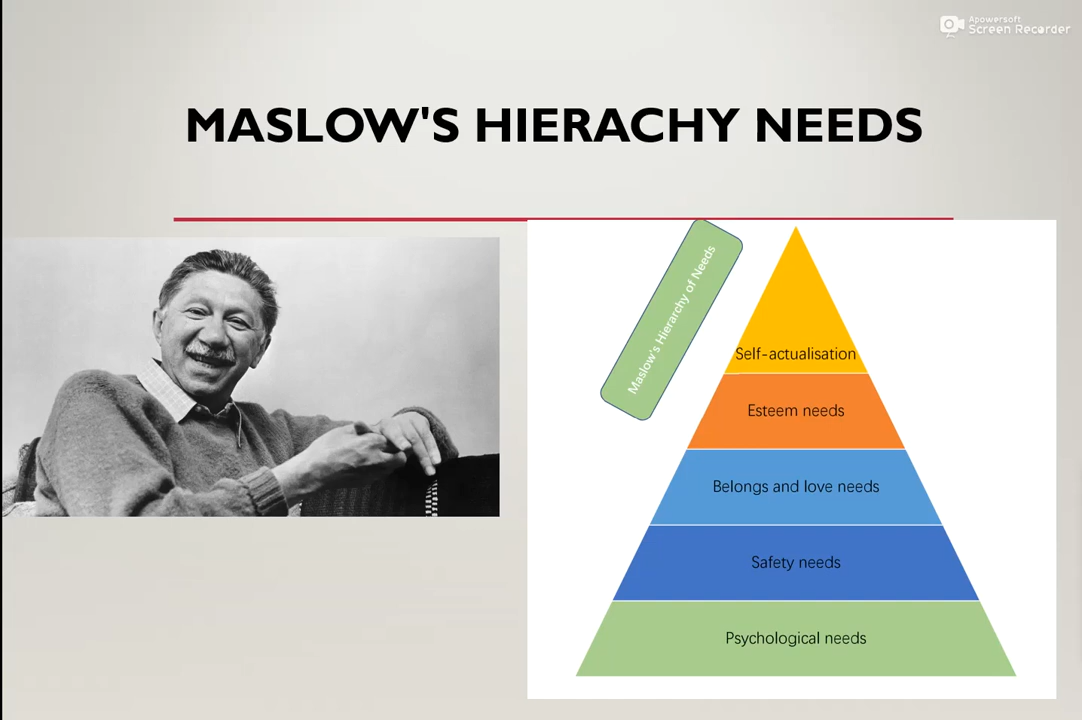 Apowersoft
Screen Recorder
MASLOW'S HIERACHY NEEDS
Maslow's Hierarchy of Needs
Self-actualisation
Esteem needs
Belongs and love needs
Safety needs
Psychological needs